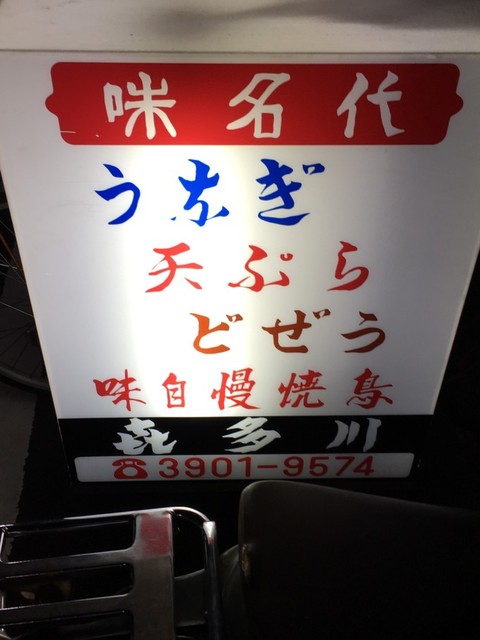 味名代
うなぎ
天ぷら
どぜう
味自慢焼鳥
㐂多川
☎3901-9574